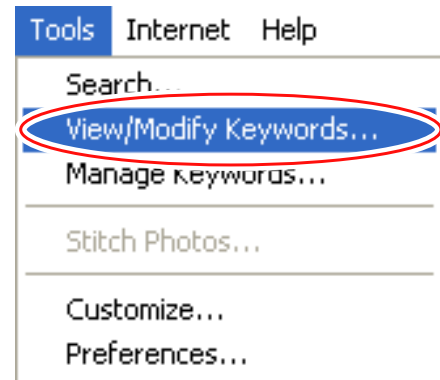 Tools Internet Help
Search...
View/Modify Keywords...
Manage Keywords...
Stitch Photos...
Customize...
Preferences...